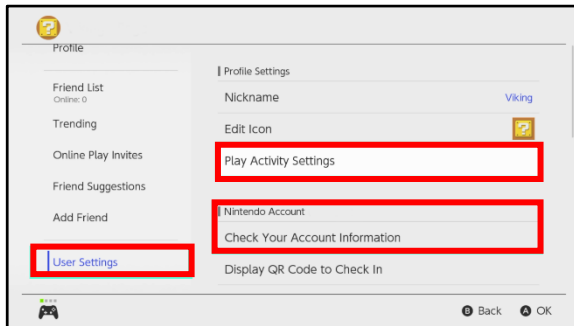 Profile
Friend List
Online: 0
Trending
Online Play Invites
Friend Suggestions
Add Friend
User Settings
Profile Settings
Nickname Viking
Edit Icon
Play Activity Settings
Nintendo Account
Check Your Account Information
Display QR Code to Check In
B Back A OK